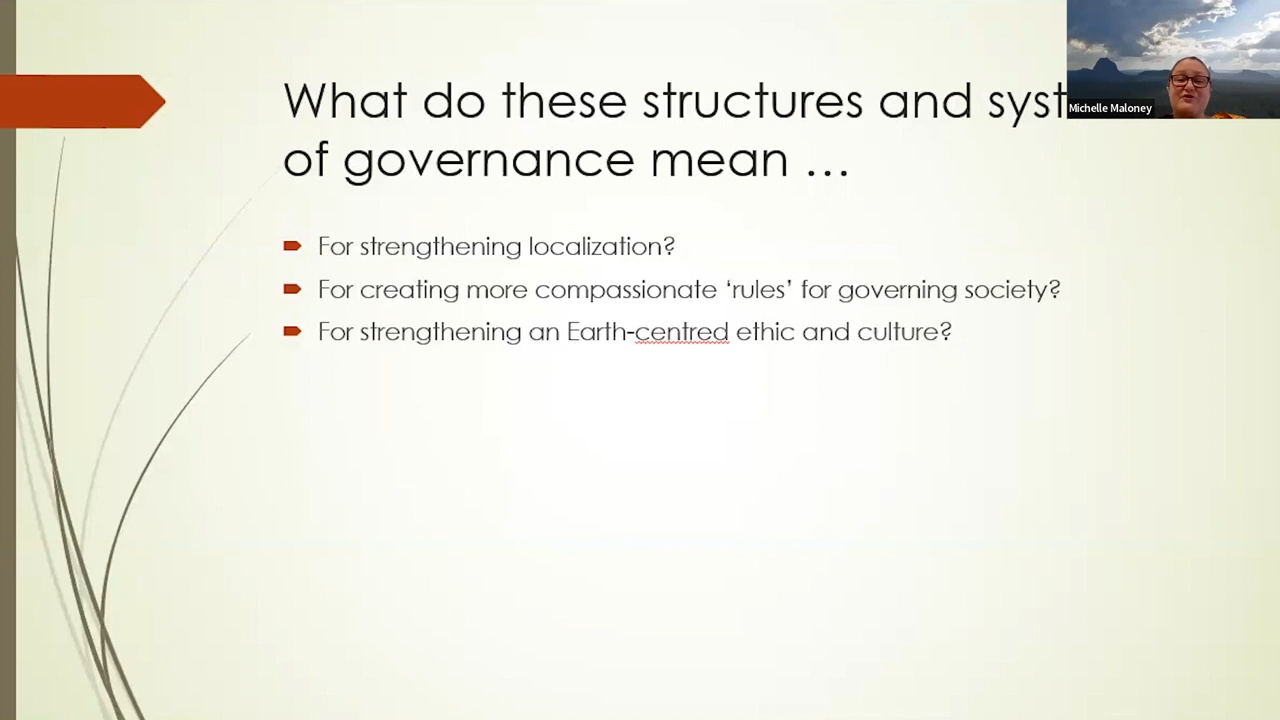 What do these structures and syst
of governance mean …
Michelle Maloney
For strengthening localization?
For creating more compassionate ‘rules’ for governing society?
For strengthening an Earth-centred ethic and culture?